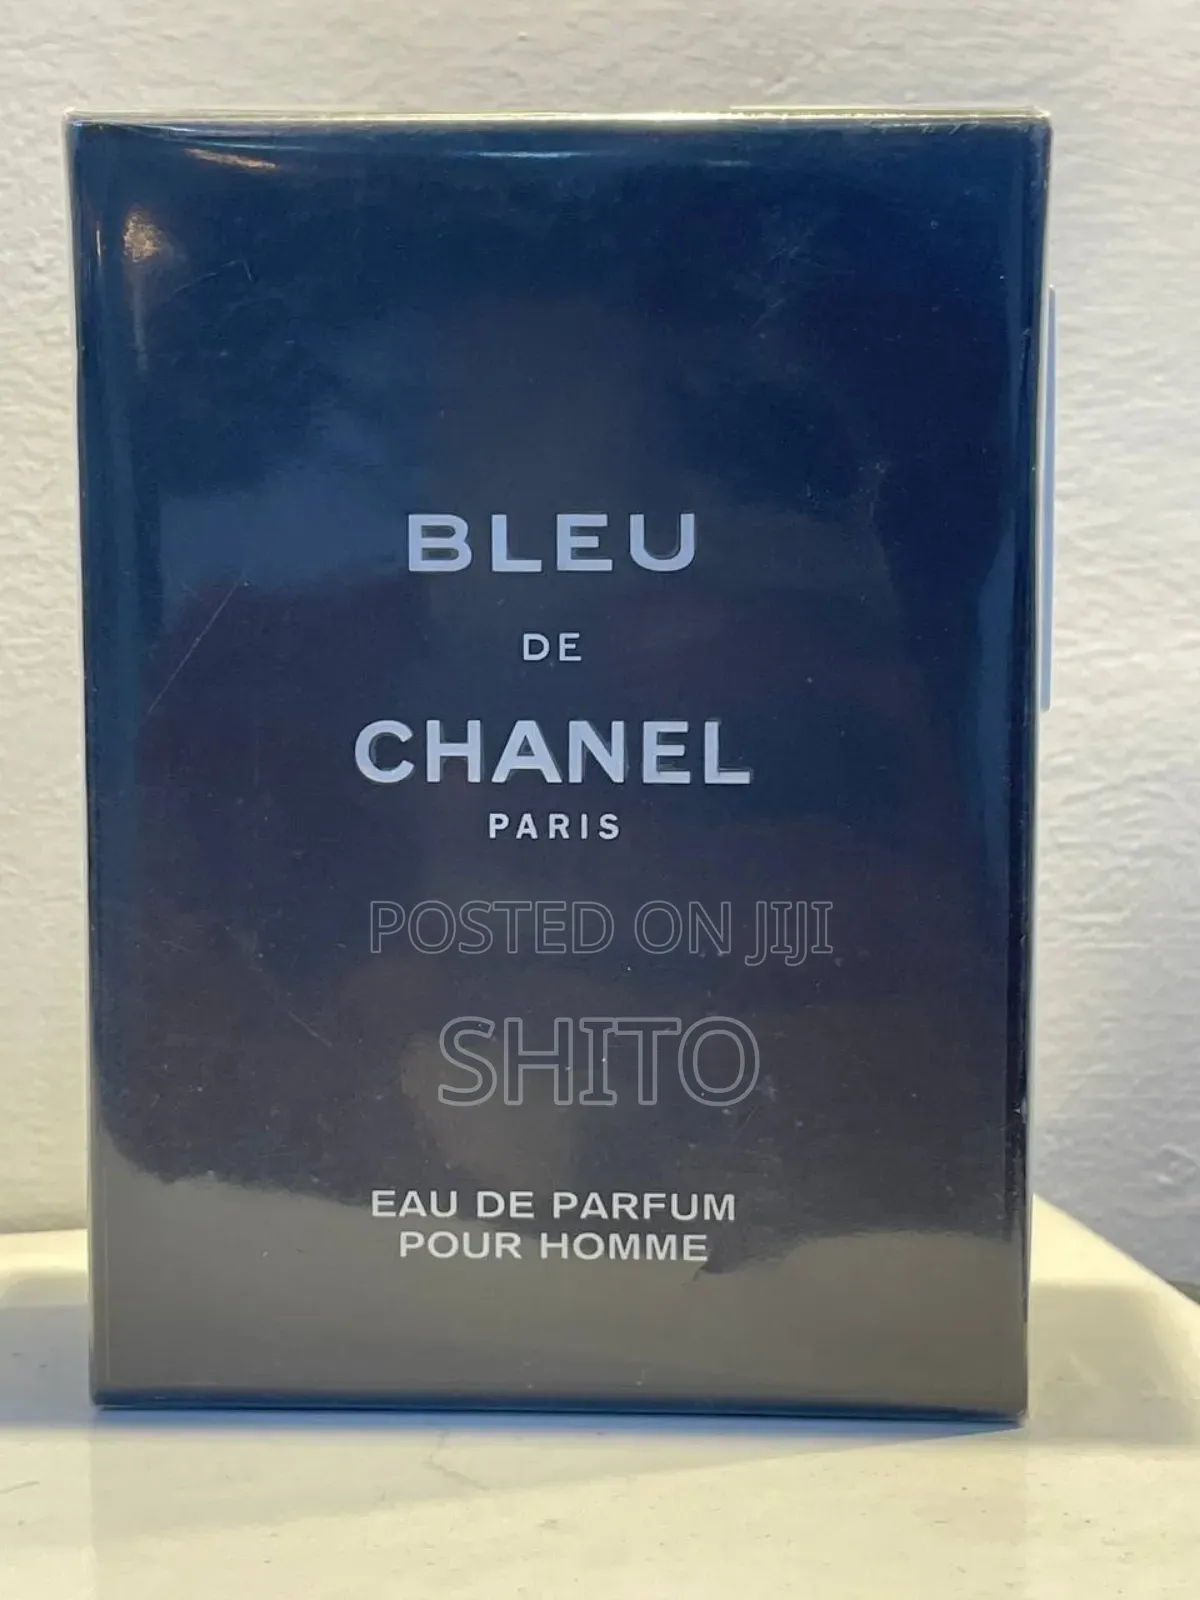 BLEU
DE
CHANEL
PARIS
POSTED ON JIJI
SHITO
EAU DE PARFUM
POUR HOMME